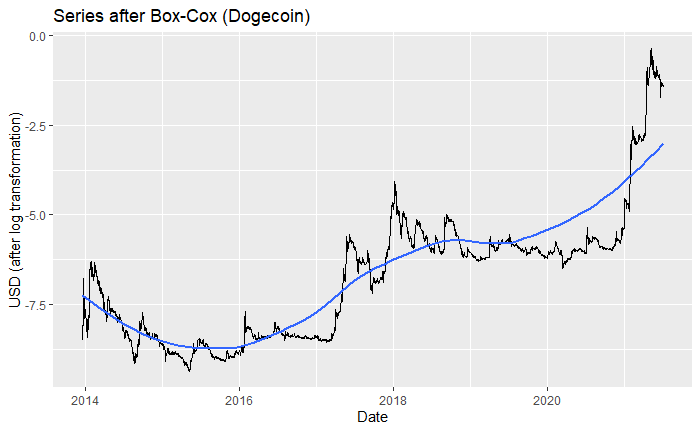 Series after Box-Cox (Dogecoin)
USD (after log transformation)
0.0
-2.5
-5.0
-7.5
2014 2016 2018 2020
Date